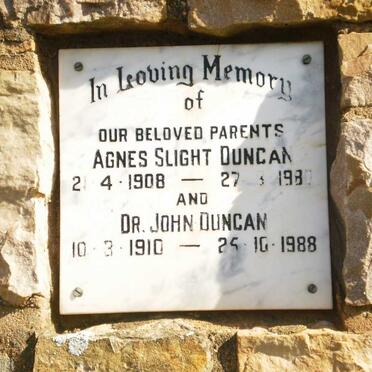 In Loving Memory
of
OUR BELOVED PARENTS
AGNES SLIGHT DUNCAN
4 · 1908 — 27
AND
DR. JOHN DUNCAN
10 · 3 · 1910 — 25 · 10 · 1988